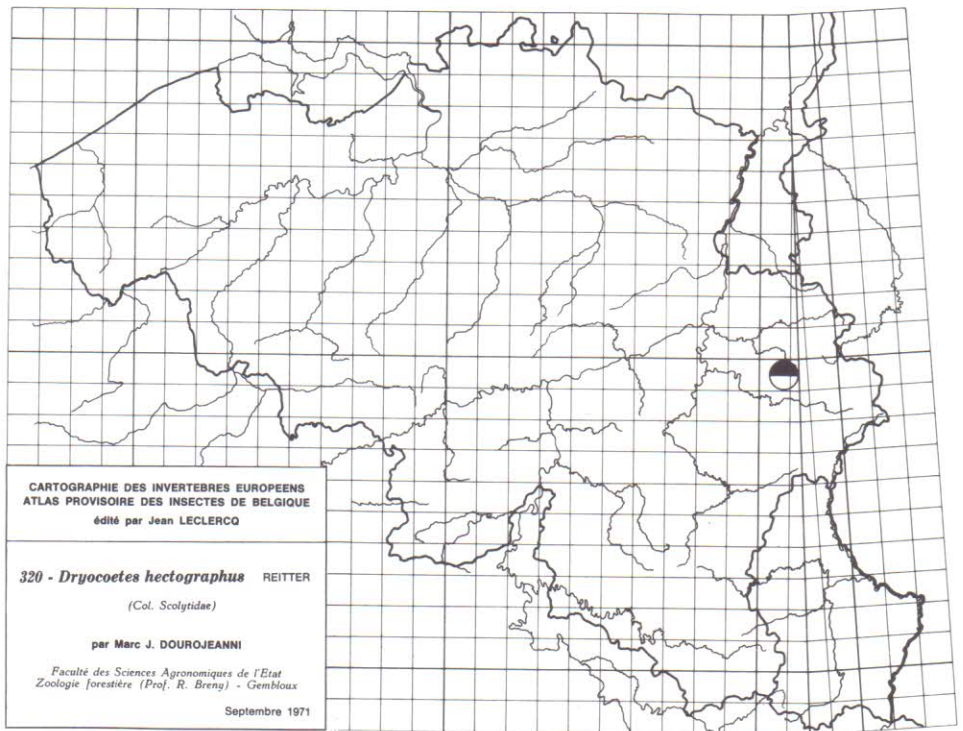 CARTOGRAPHIE DES INVERTEBRES EUROPEENS
ATLAS PROVISOIRE DES INSECTES DE BELGIQUE
édité par Jean LECLERCQ
320 - Dryocoetes hectographus REITTER
(Col. Scolytidae)
par Marc J. DOUROJEANNI
Faculté des Sciences Agronomiques de l'Etat
Zoologie forestière (Prof. R. Breny) - Gembloux
Septembre 1971